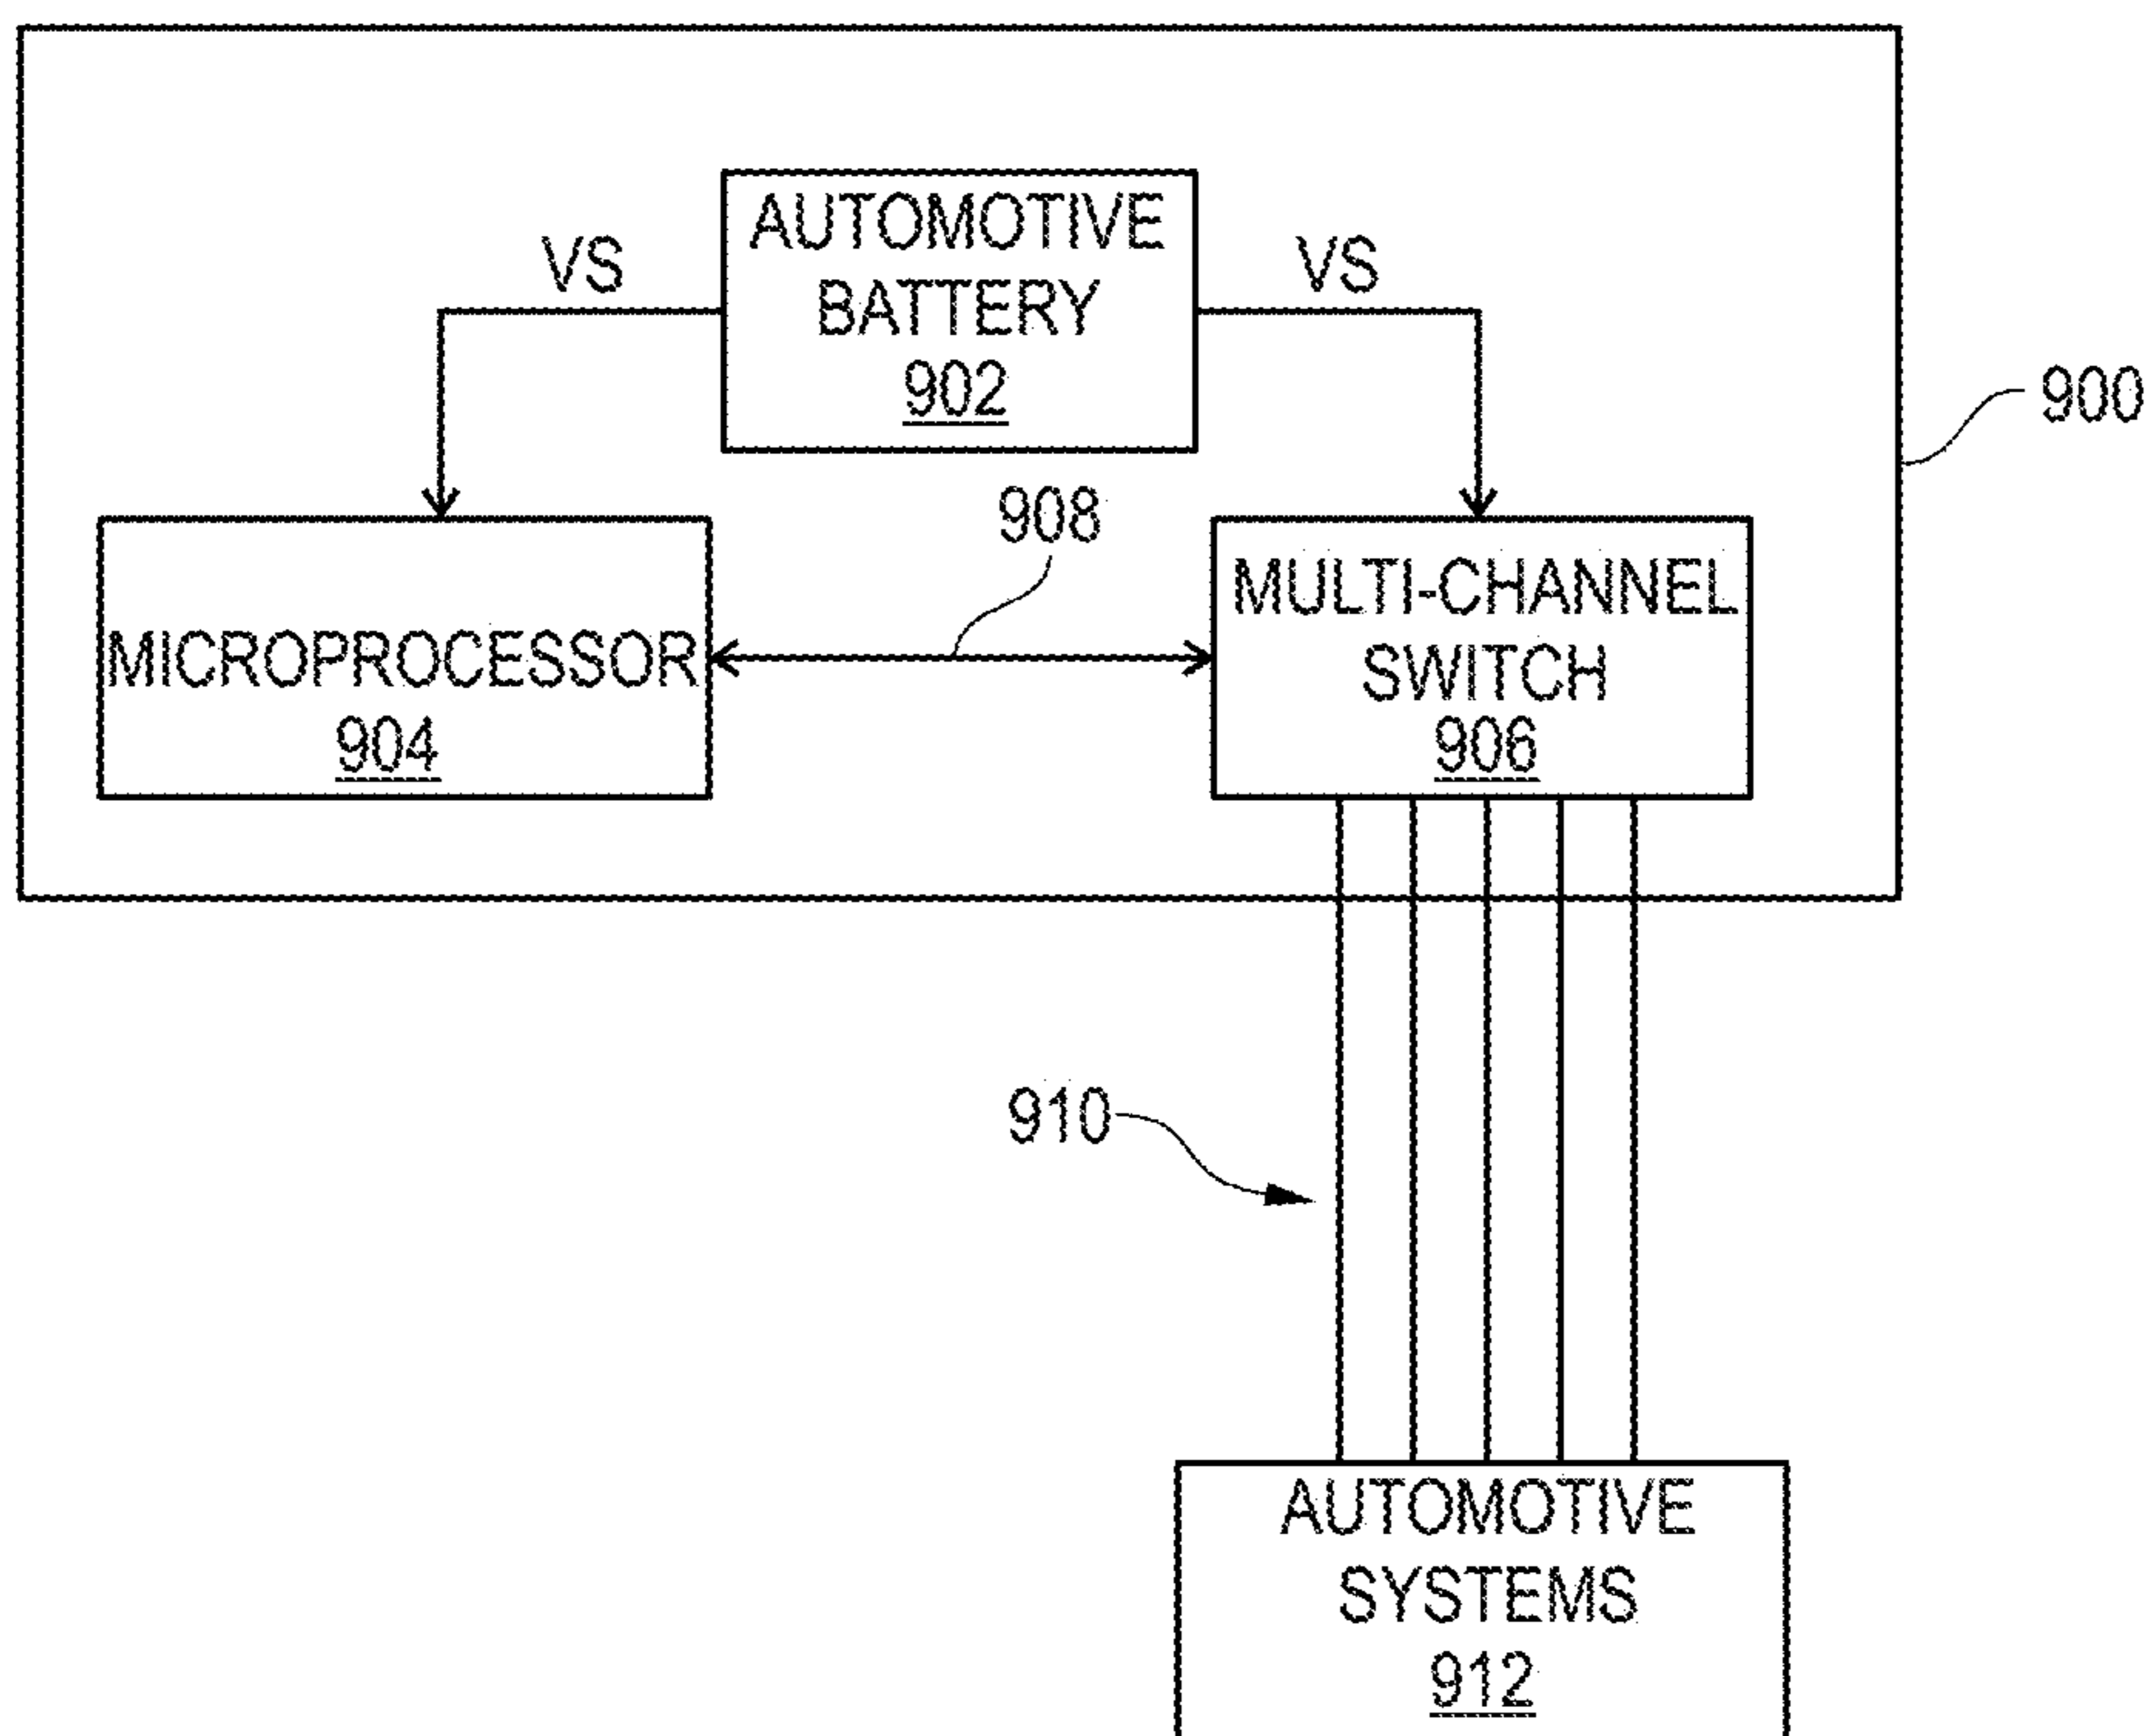 AUTOMOTIVE
BATTERY
902
VS
VS
900
908
MICROPROCESSOR
904
MULTI-CHANNEL
SWITCH
906
910
AUTOMOTIVE
SYSTEMS
912